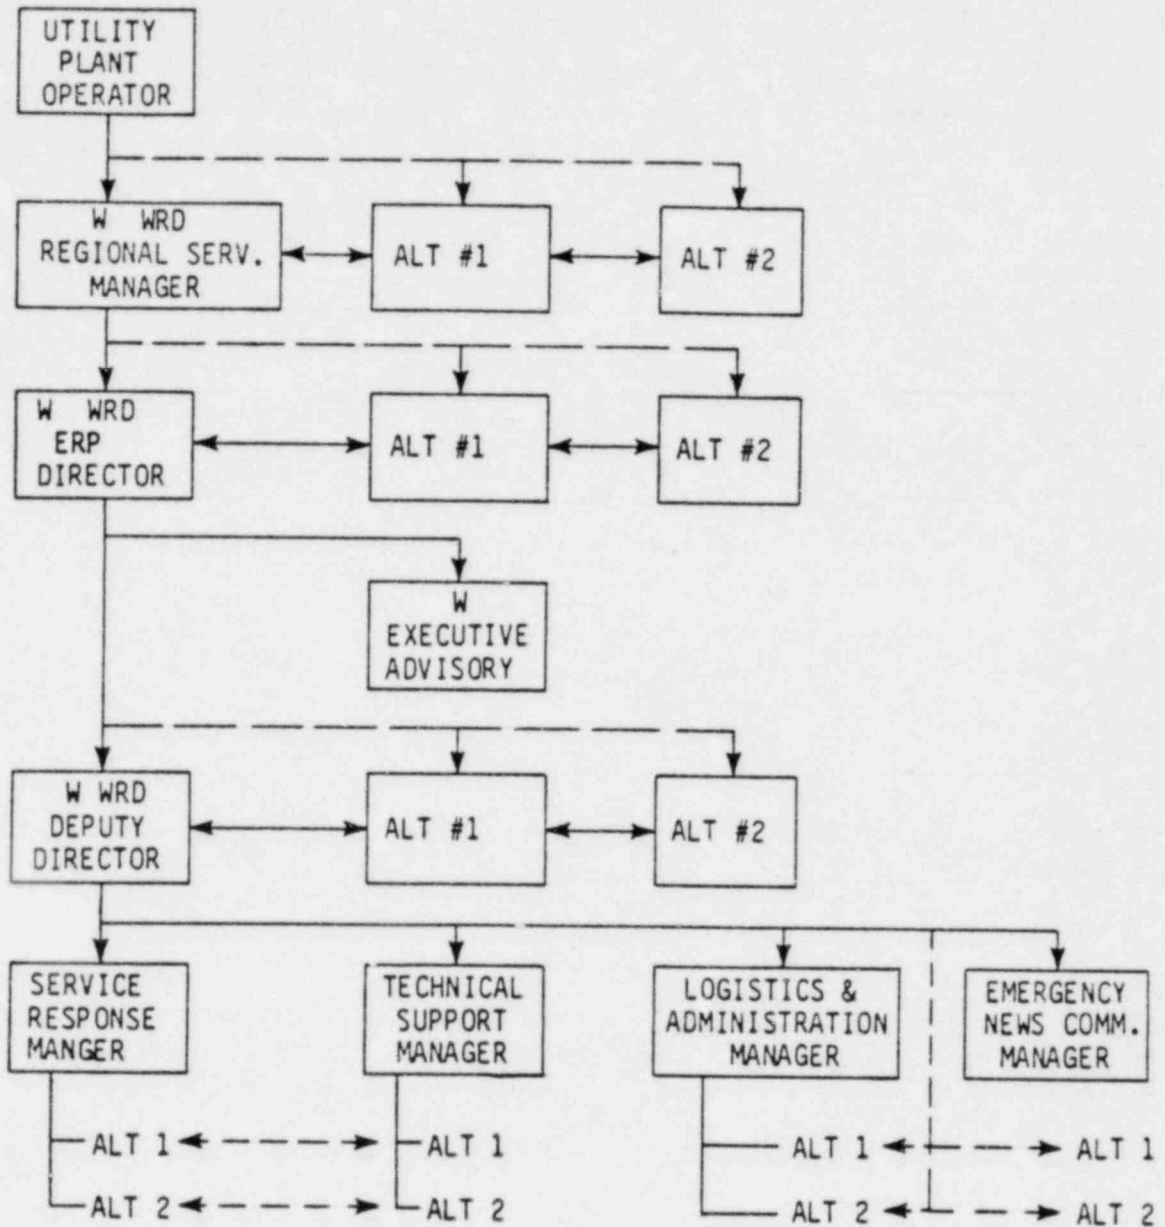 UTILITY
PLANT
OPERATOR
W WRD
REGIONAL SERV.
MANAGER
ALT #1
ALT #2
W WRD
ERP
DIRECTOR
ALT #1
ALT #2
W
EXECUTIVE
ADVISORY
W WRD
DEPUTY
DIRECTOR
ALT #1
ALT #2
SERVICE
RESPONSE
MANGER
TECHNICAL
SUPPORT
MANAGER
LOGISTICS &
ADMINISTRATION
MANAGER
EMERGENCY
NEWS COMM.
MANAGER
ALT 1
ALT 1
ALT 1
ALT 1
ALT 2
ALT 2
ALT 2
ALT 2